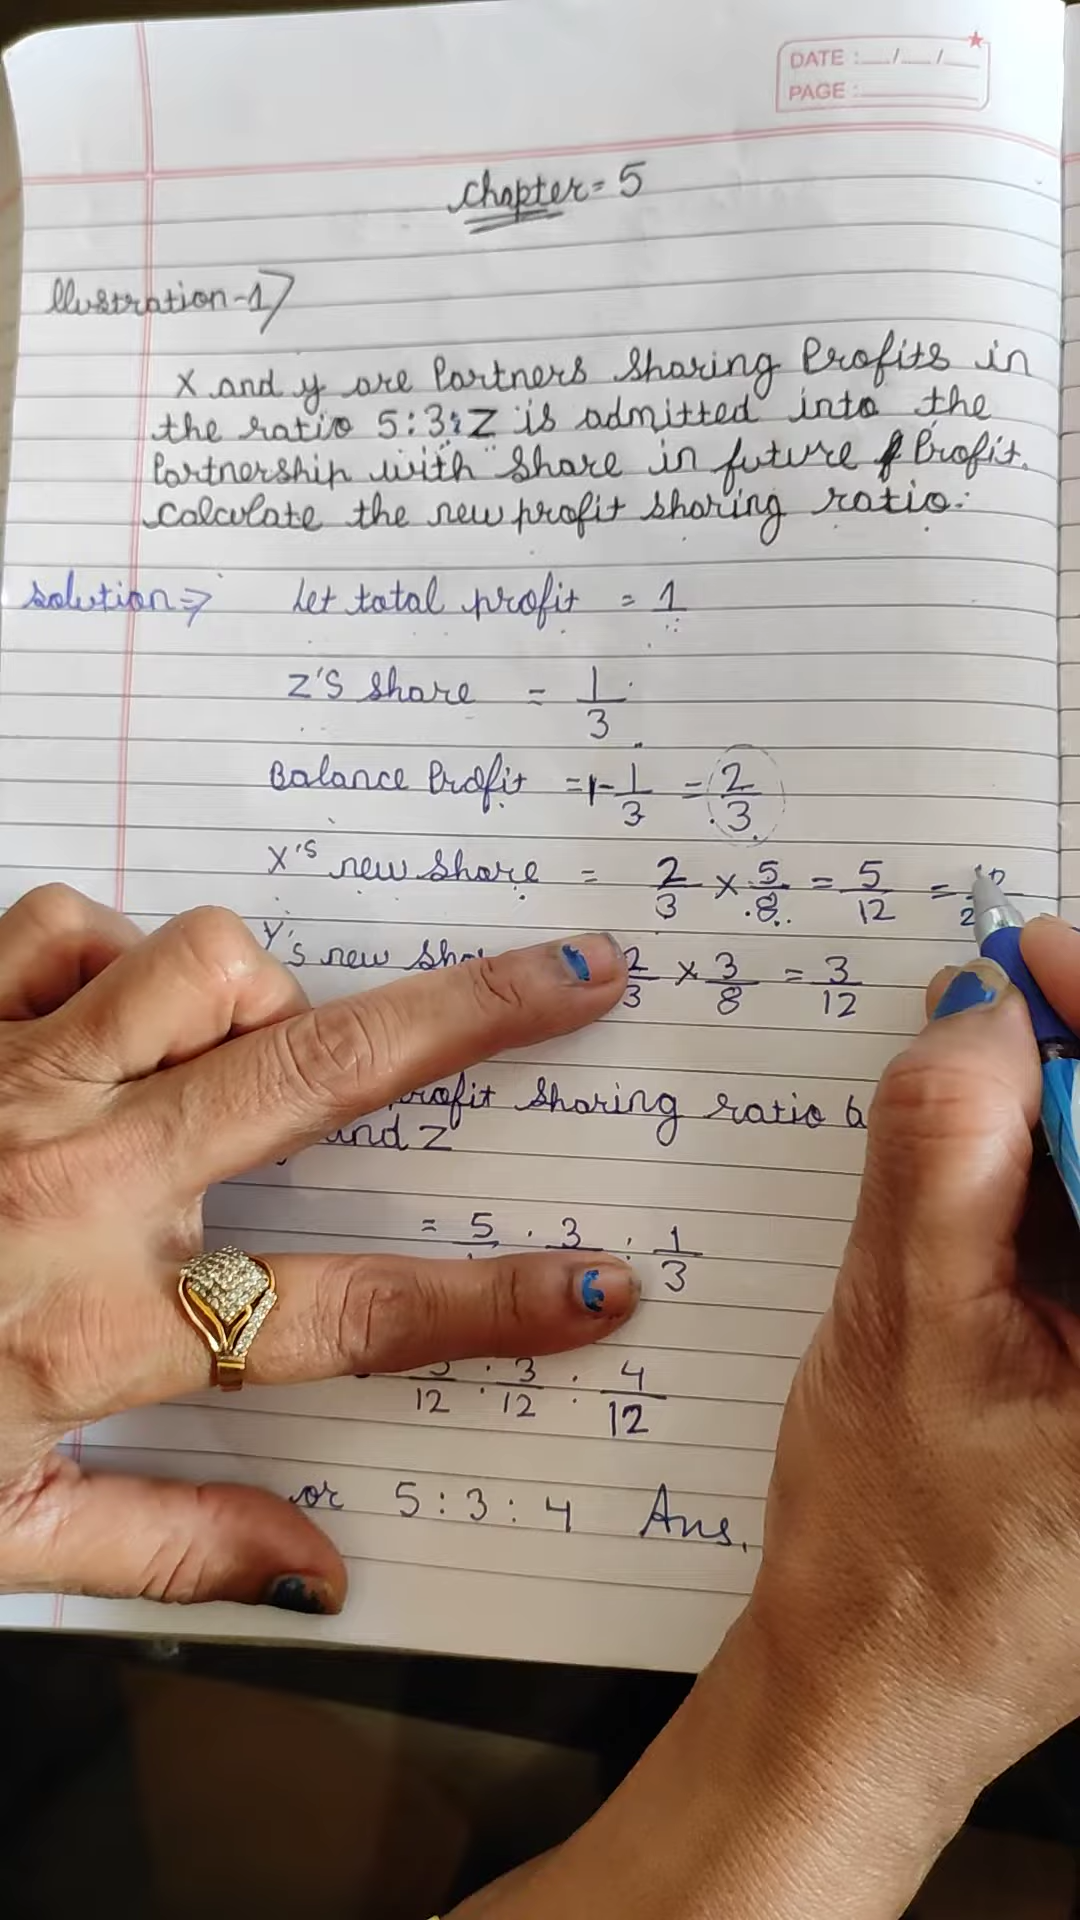 DATE : __/__/__
PAGE :
Chapter = 5
Illustration-1
X and y are Partners Sharing Profits in
the ratio 5:3; Z is admitted into the
Partnership with Share in future Profit.
Calculate the new profit sharing ratio.
Solution ⇒ Let total profit = 1
Z'S Share = 1/3
Balance Profit = 1 - 1/3 = 2/3
X's new Share = 2/3 × 5/8 = 5/12 =
Y's new 2/3 × 3/8 = 3/12
profit Sharing ratio
and Z
= 5 : 3 : 1/3
/12 : 3/12 : 4/12
or 5 : 3 : 4 Ans.